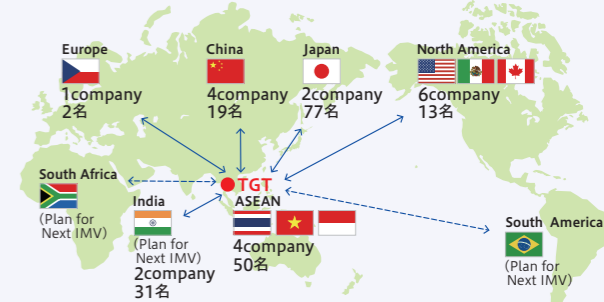 Europe
1company
2名
China
4company
19名
Japan
2company
77名
North America
6company
13名
South Africa
(Plan for
Next IMV)
India
(Plan for
Next IMV)
2company
31名
TGT
ASEAN
4company
50名
South America
(Plan for
Next IMV)